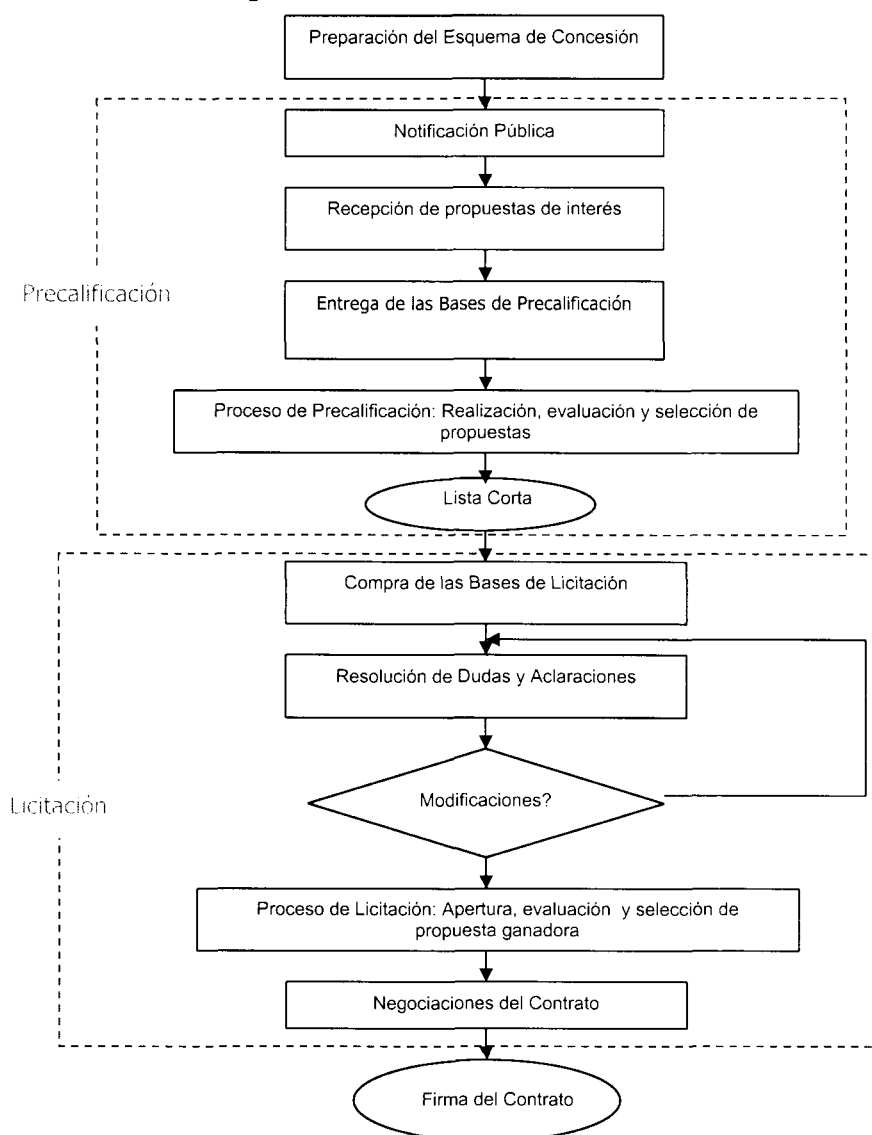 Preparación del Esquema de Concesión
Notificación Pública
Recepción de propuestas de interés
Precalificación
Entrega de las Bases de Precalificación
Proceso de Precalificación: Realización, evaluación y selección de
propuestas
Lista Corta
Compra de las Bases de Licitación
Resolución de Dudas y Aclaraciones
Modificaciones?
Licitación
Proceso de Licitación: Apertura, evaluación y selección de
propuesta ganadora
Negociaciones del Contrato
Firma del Contrato